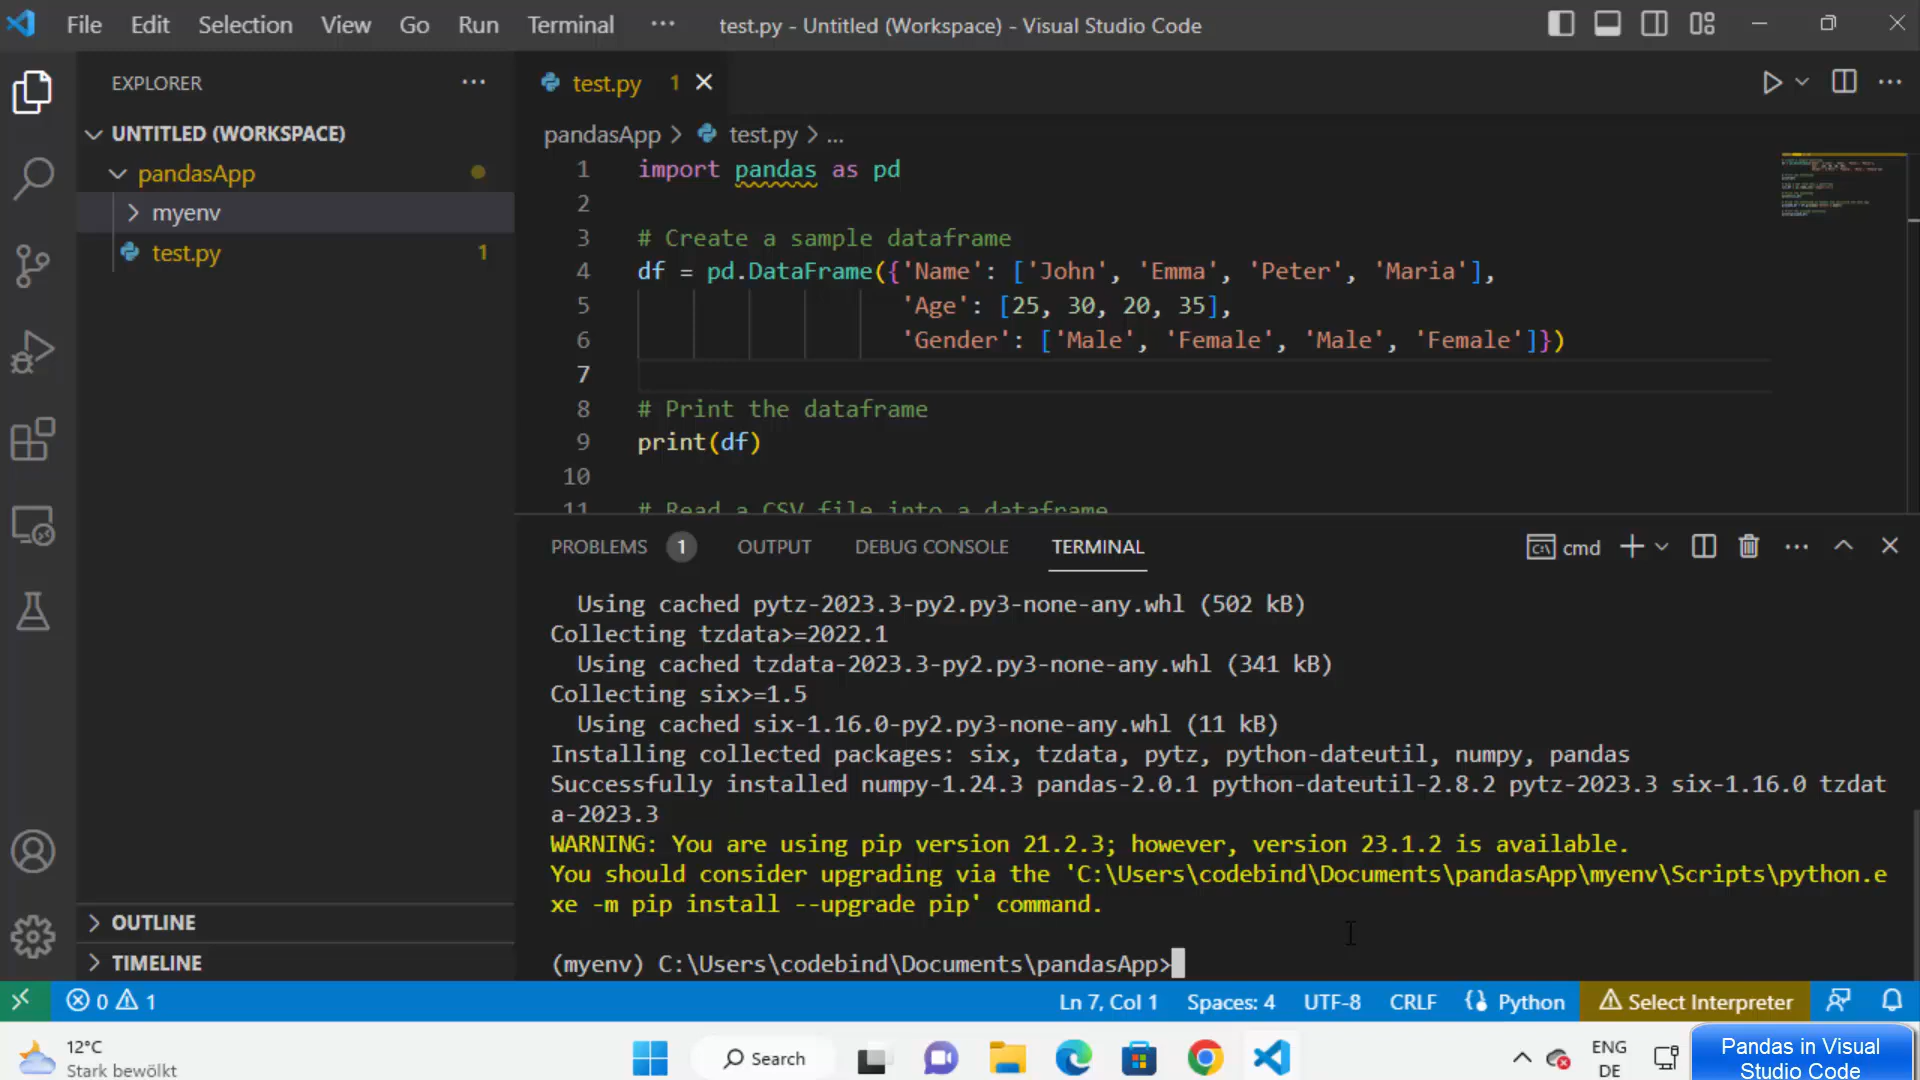 File Edit Selection View Go Run Terminal ··· test.py - Untitled (Workspace) - Visual Studio Code
EXPLORER ···
UNTITLED (WORKSPACE)
pandasApp
myenv
test.py 1
OUTLINE
TIMELINE
test.py 1
pandasApp > test.py > ...
1 import pandas as pd
2
3 # Create a sample dataframe
4 df = pd.DataFrame({'Name': ['John', 'Emma', 'Peter', 'Maria'],
5 'Age': [25, 30, 20, 35],
6 'Gender': ['Male', 'Female', 'Male', 'Female']})
7
8 # Print the dataframe
9 print(df)
10
11 # Read a CSV file into a dataframe
PROBLEMS 1 OUTPUT DEBUG CONSOLE TERMINAL cmd
Using cached pytz-2023.3-py2.py3-none-any.whl (502 kB)
Collecting tzdata>=2022.1
Using cached tzdata-2023.3-py2.py3-none-any.whl (341 kB)
Collecting six>=1.5
Using cached six-1.16.0-py2.py3-none-any.whl (11 kB)
Installing collected packages: six, tzdata, pytz, python-dateutil, numpy, pandas
Successfully installed numpy-1.24.3 pandas-2.0.1 python-dateutil-2.8.2 pytz-2023.3 six-1.16.0 tzdat
a-2023.3
WARNING: You are using pip version 21.2.3; however, version 23.1.2 is available.
You should consider upgrading via the 'C:\Users\codebind\Documents\pandasApp\myenv\Scripts\python.e
xe -m pip install --upgrade pip' command.
(myenv) C:\Users\codebind\Documents\pandasApp>
0 1 Ln 7, Col 1 Spaces: 4 UTF-8 CRLF Python Select Interpreter
12°C
Stark bewölkt
Search
ENG
DE
Pandas in Visual
Studio Code